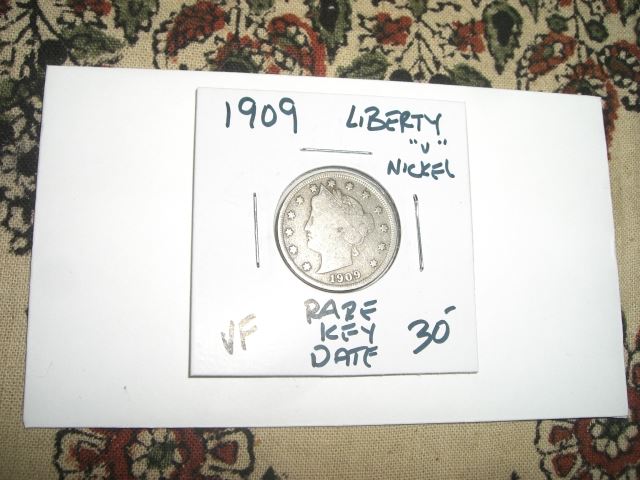 1909 LIBERTY
"V"
NICKEL
1909
RARE
KEY
DATE
VF
30-